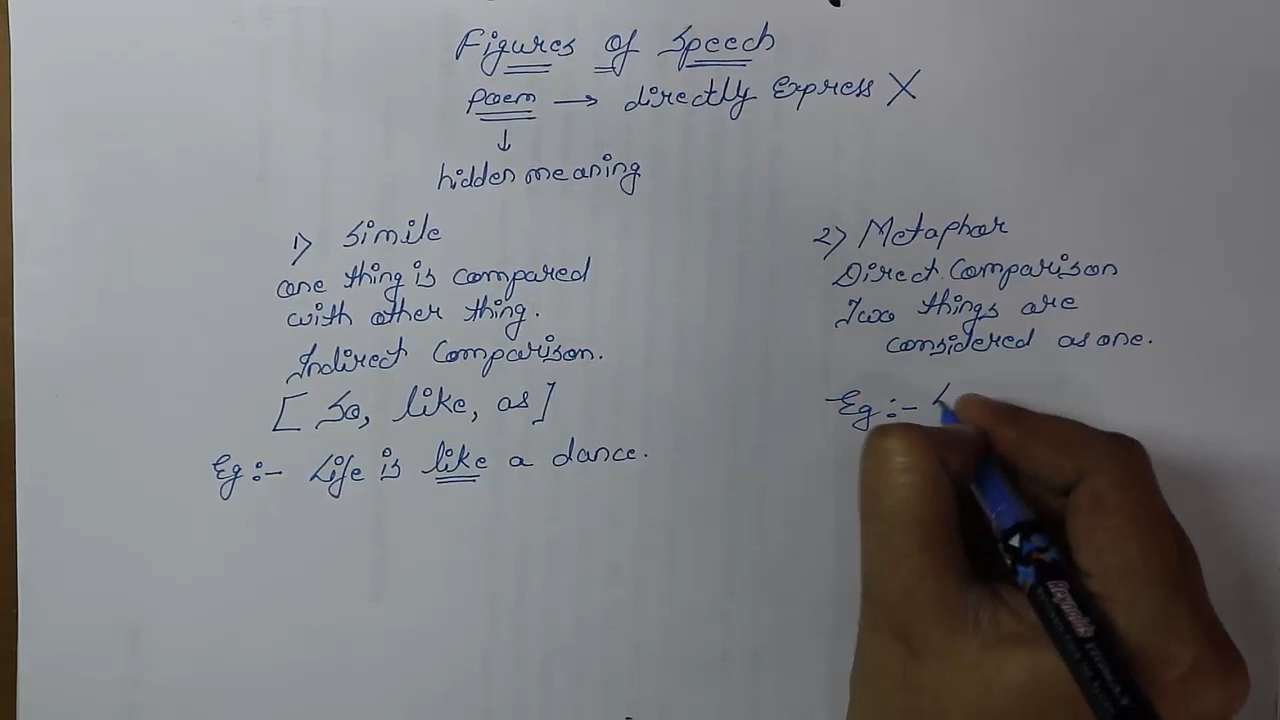 Figures of Speech
poem → directly Express X
↓
hidden meaning
1) Simile
one thing is compared
with other thing.
Indirect Comparison.
[ So, like, as ]
Eg:- Life is like a dance.
2) Metaphor
Direct Comparison
Two things are
considered as one.
Eg:-
Reynolds